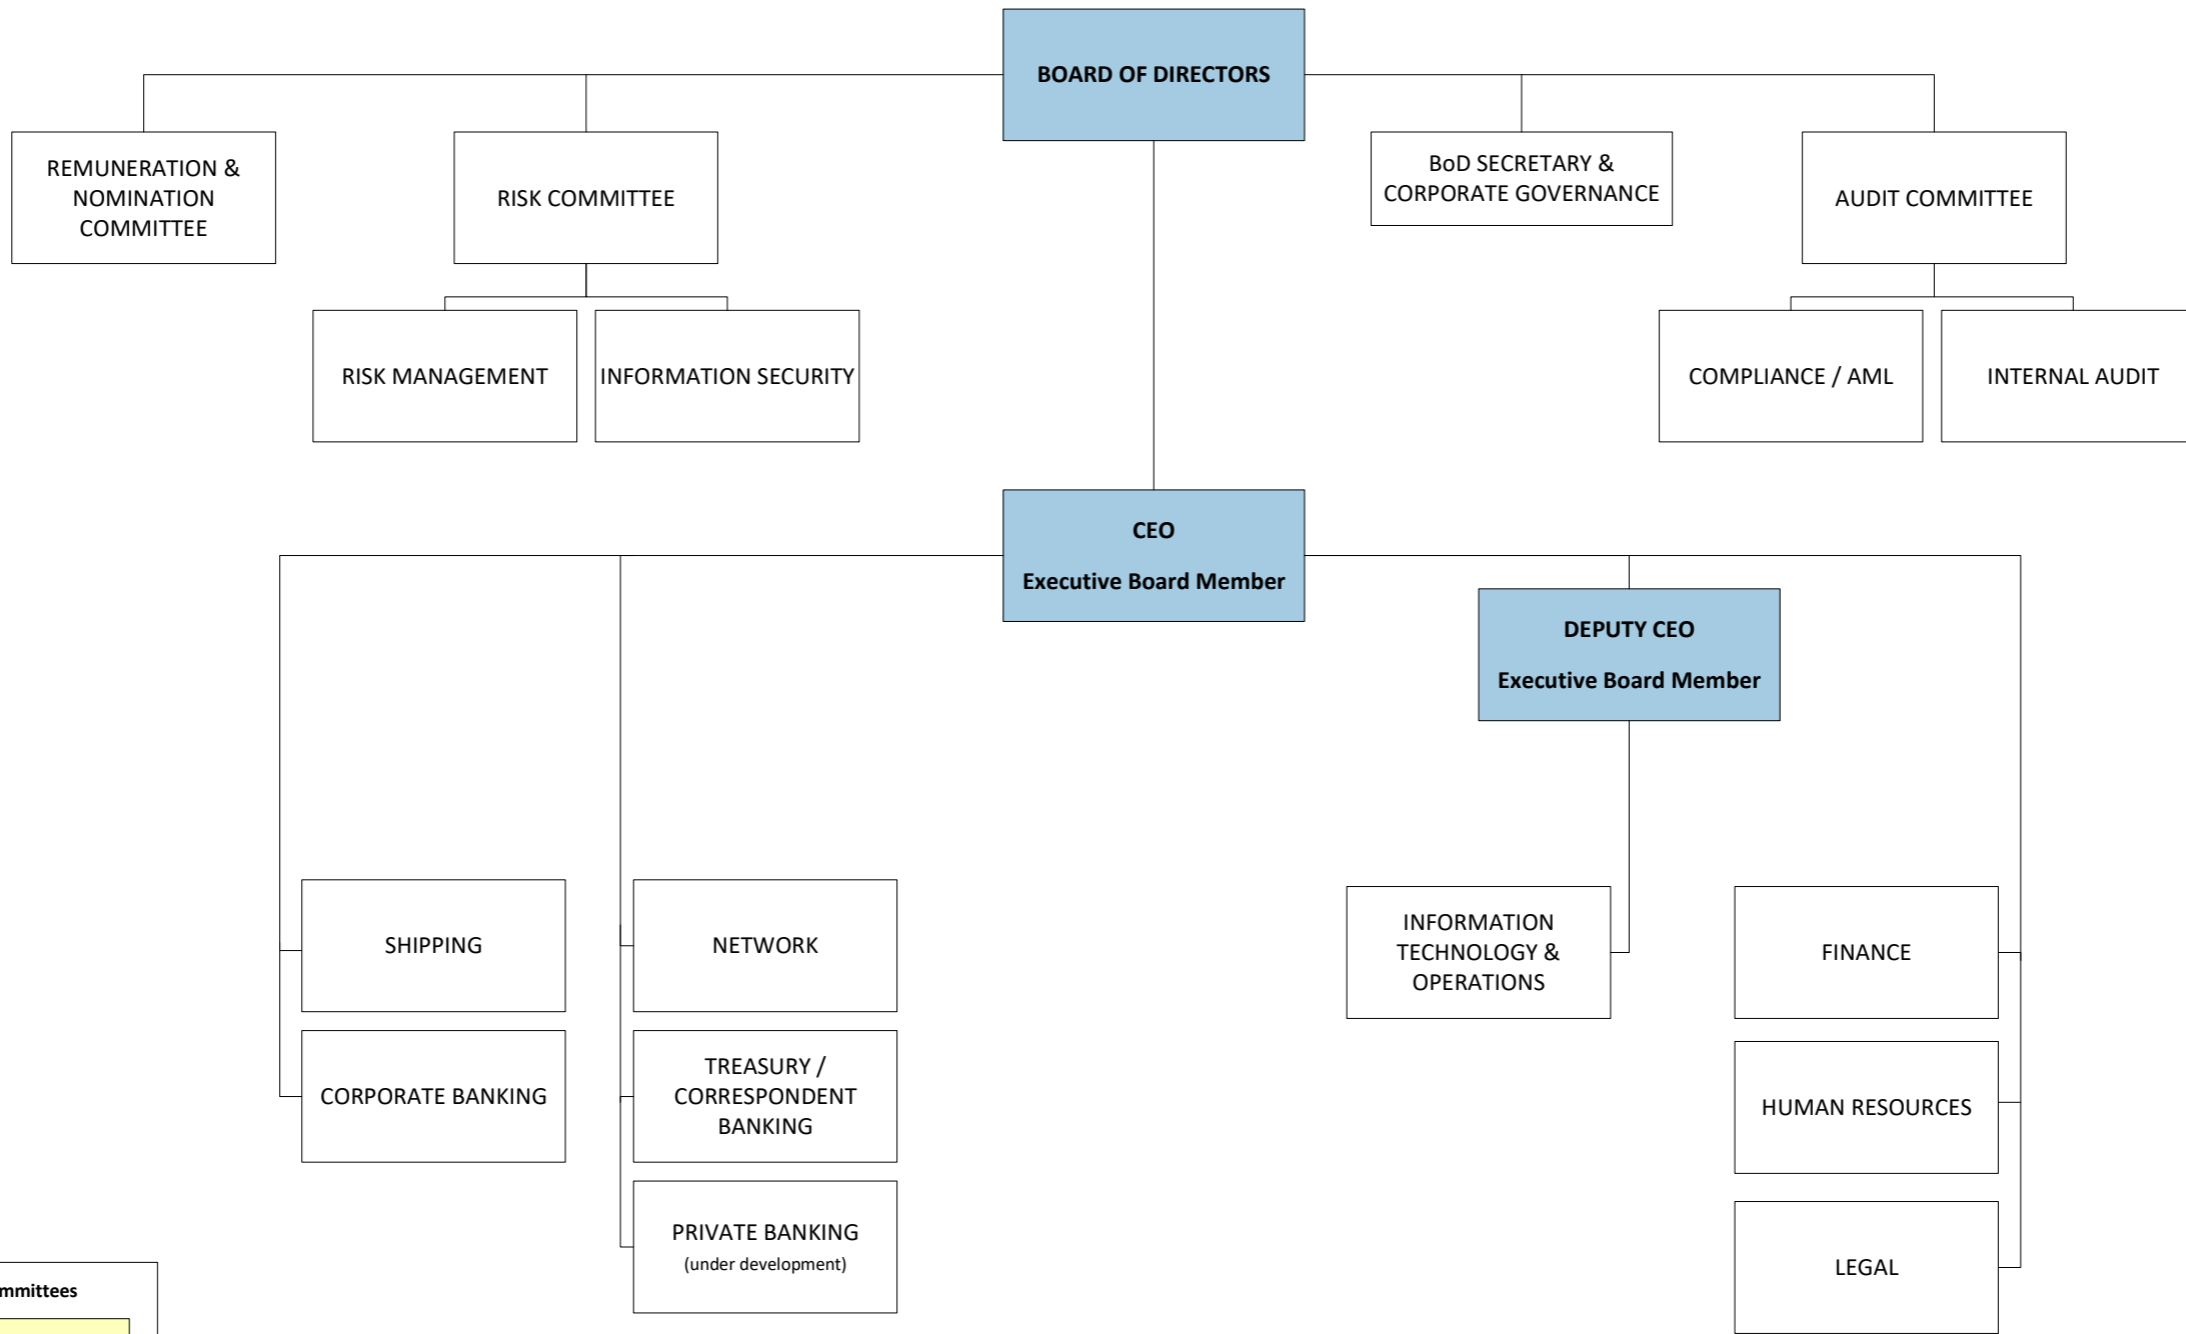 BOARD OF DIRECTORS
REMUNERATION &
NOMINATION
COMMITTEE
RISK COMMITTEE
BoD SECRETARY &
CORPORATE GOVERNANCE
AUDIT COMMITTEE
RISK MANAGEMENT
INFORMATION SECURITY
COMPLIANCE / AML
INTERNAL AUDIT
CEO
Executive Board Member
DEPUTY CEO
Executive Board Member
SHIPPING
NETWORK
INFORMATION
TECHNOLOGY &
OPERATIONS
FINANCE
CORPORATE BANKING
TREASURY /
CORRESPONDENT
BANKING
HUMAN RESOURCES
PRIVATE BANKING
(under development)
LEGAL